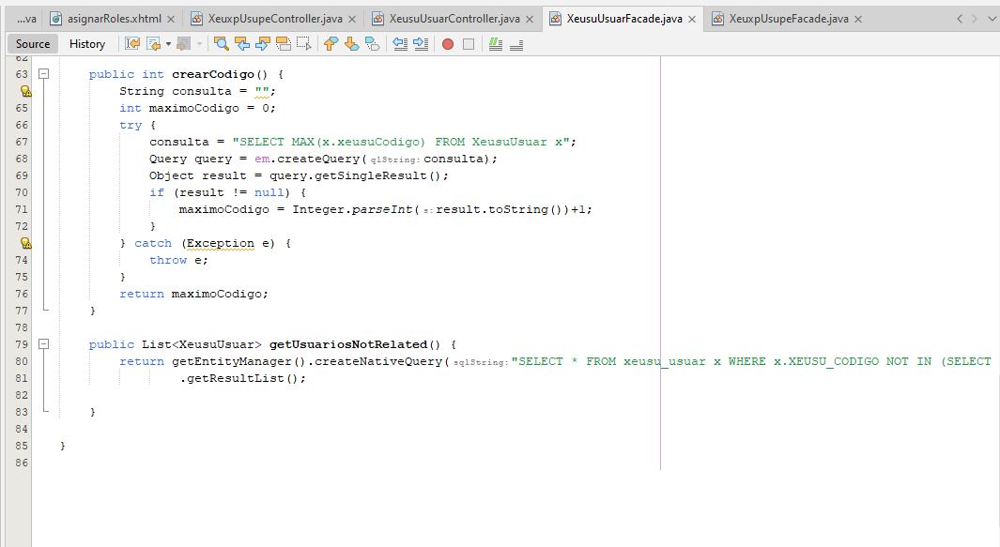 ...va asignarRoles.xhtml XeuxpUsupeController.java XeusuUsuarController.java XeusuUsuarFacade.java XeuxpUsupeFacade.java
Source History
62
63 public int crearCodigo() {
String consulta = "";
65 int maximoCodigo = 0;
66 try {
67 consulta = "SELECT MAX(x.xeusuCodigo) FROM XeusuUsuar x";
68 Query query = em.createQuery( qlString: consulta);
69 Object result = query.getSingleResult();
70 if (result != null) {
71 maximoCodigo = Integer.parseInt( s: result.toString())+1;
72 }
} catch (Exception e) {
74 throw e;
75 }
76 return maximoCodigo;
77 }
78
79 public List<XeusuUsuar> getUsuariosNotRelated() {
80 return getEntityManager().createNativeQuery( sqlString: "SELECT * FROM xeusu_usuar x WHERE x.XEUSU_CODIGO NOT IN (SELECT
81 .getResultList();
82
83 }
84
85 }
86